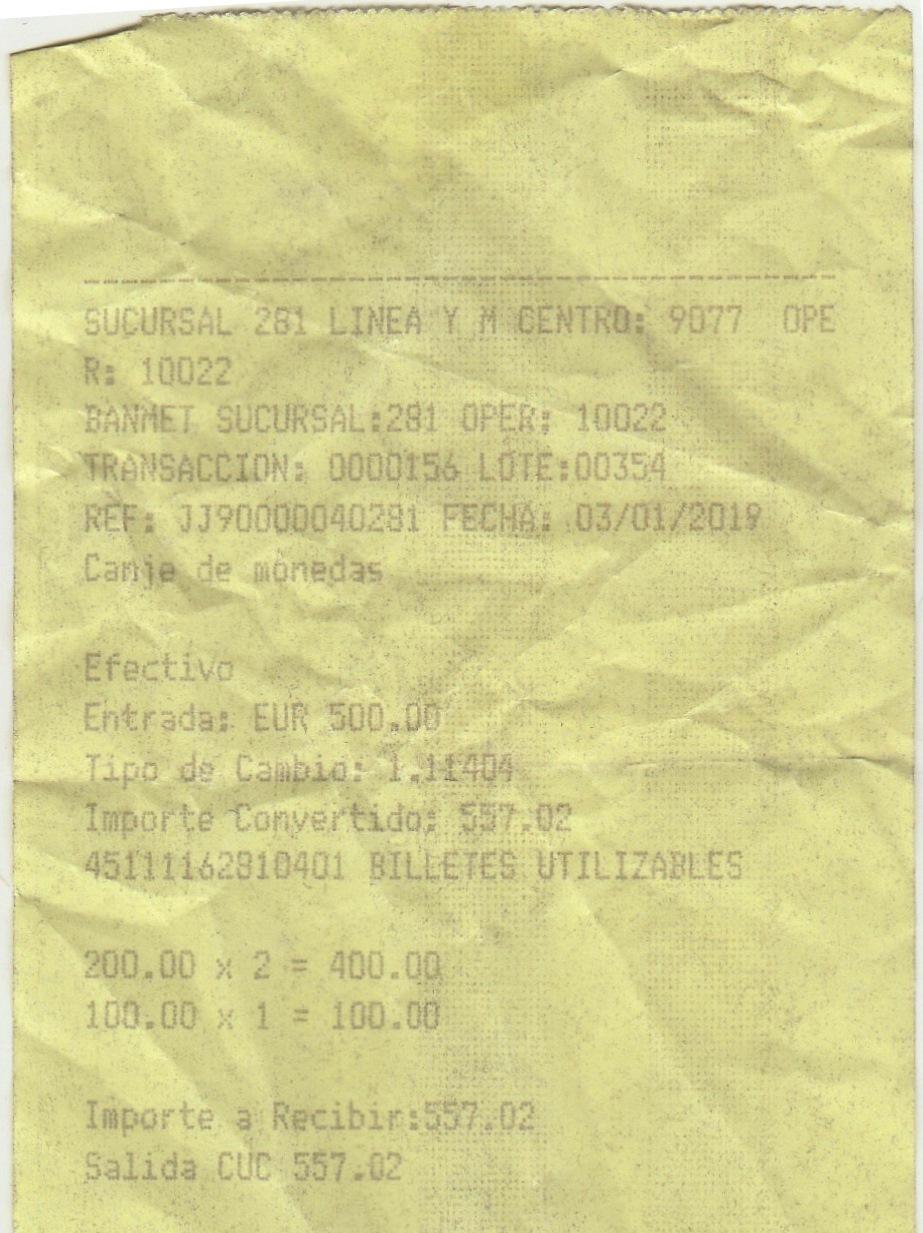 SUCURSAL 281 LINEA Y M CENTRO: 9077 OPE
R: 10022
BANMET SUCURSAL:281 OPER: 10022
TRANSACCION: 0000156 LOTE:00354
REF: JJ90000040281 FECHA: 03/01/2019
Canje de monedas
Efectivo
Entrada: EUR 500.00
Tipo de Cambio: 1.11404
Importe Convertido: 557.02
45111162810401 BILLETES UTILIZABLES
200.00 x 2 = 400.00
100.00 x 1 = 100.00
Importe a Recibir:557.02
Salida CUC 557.02